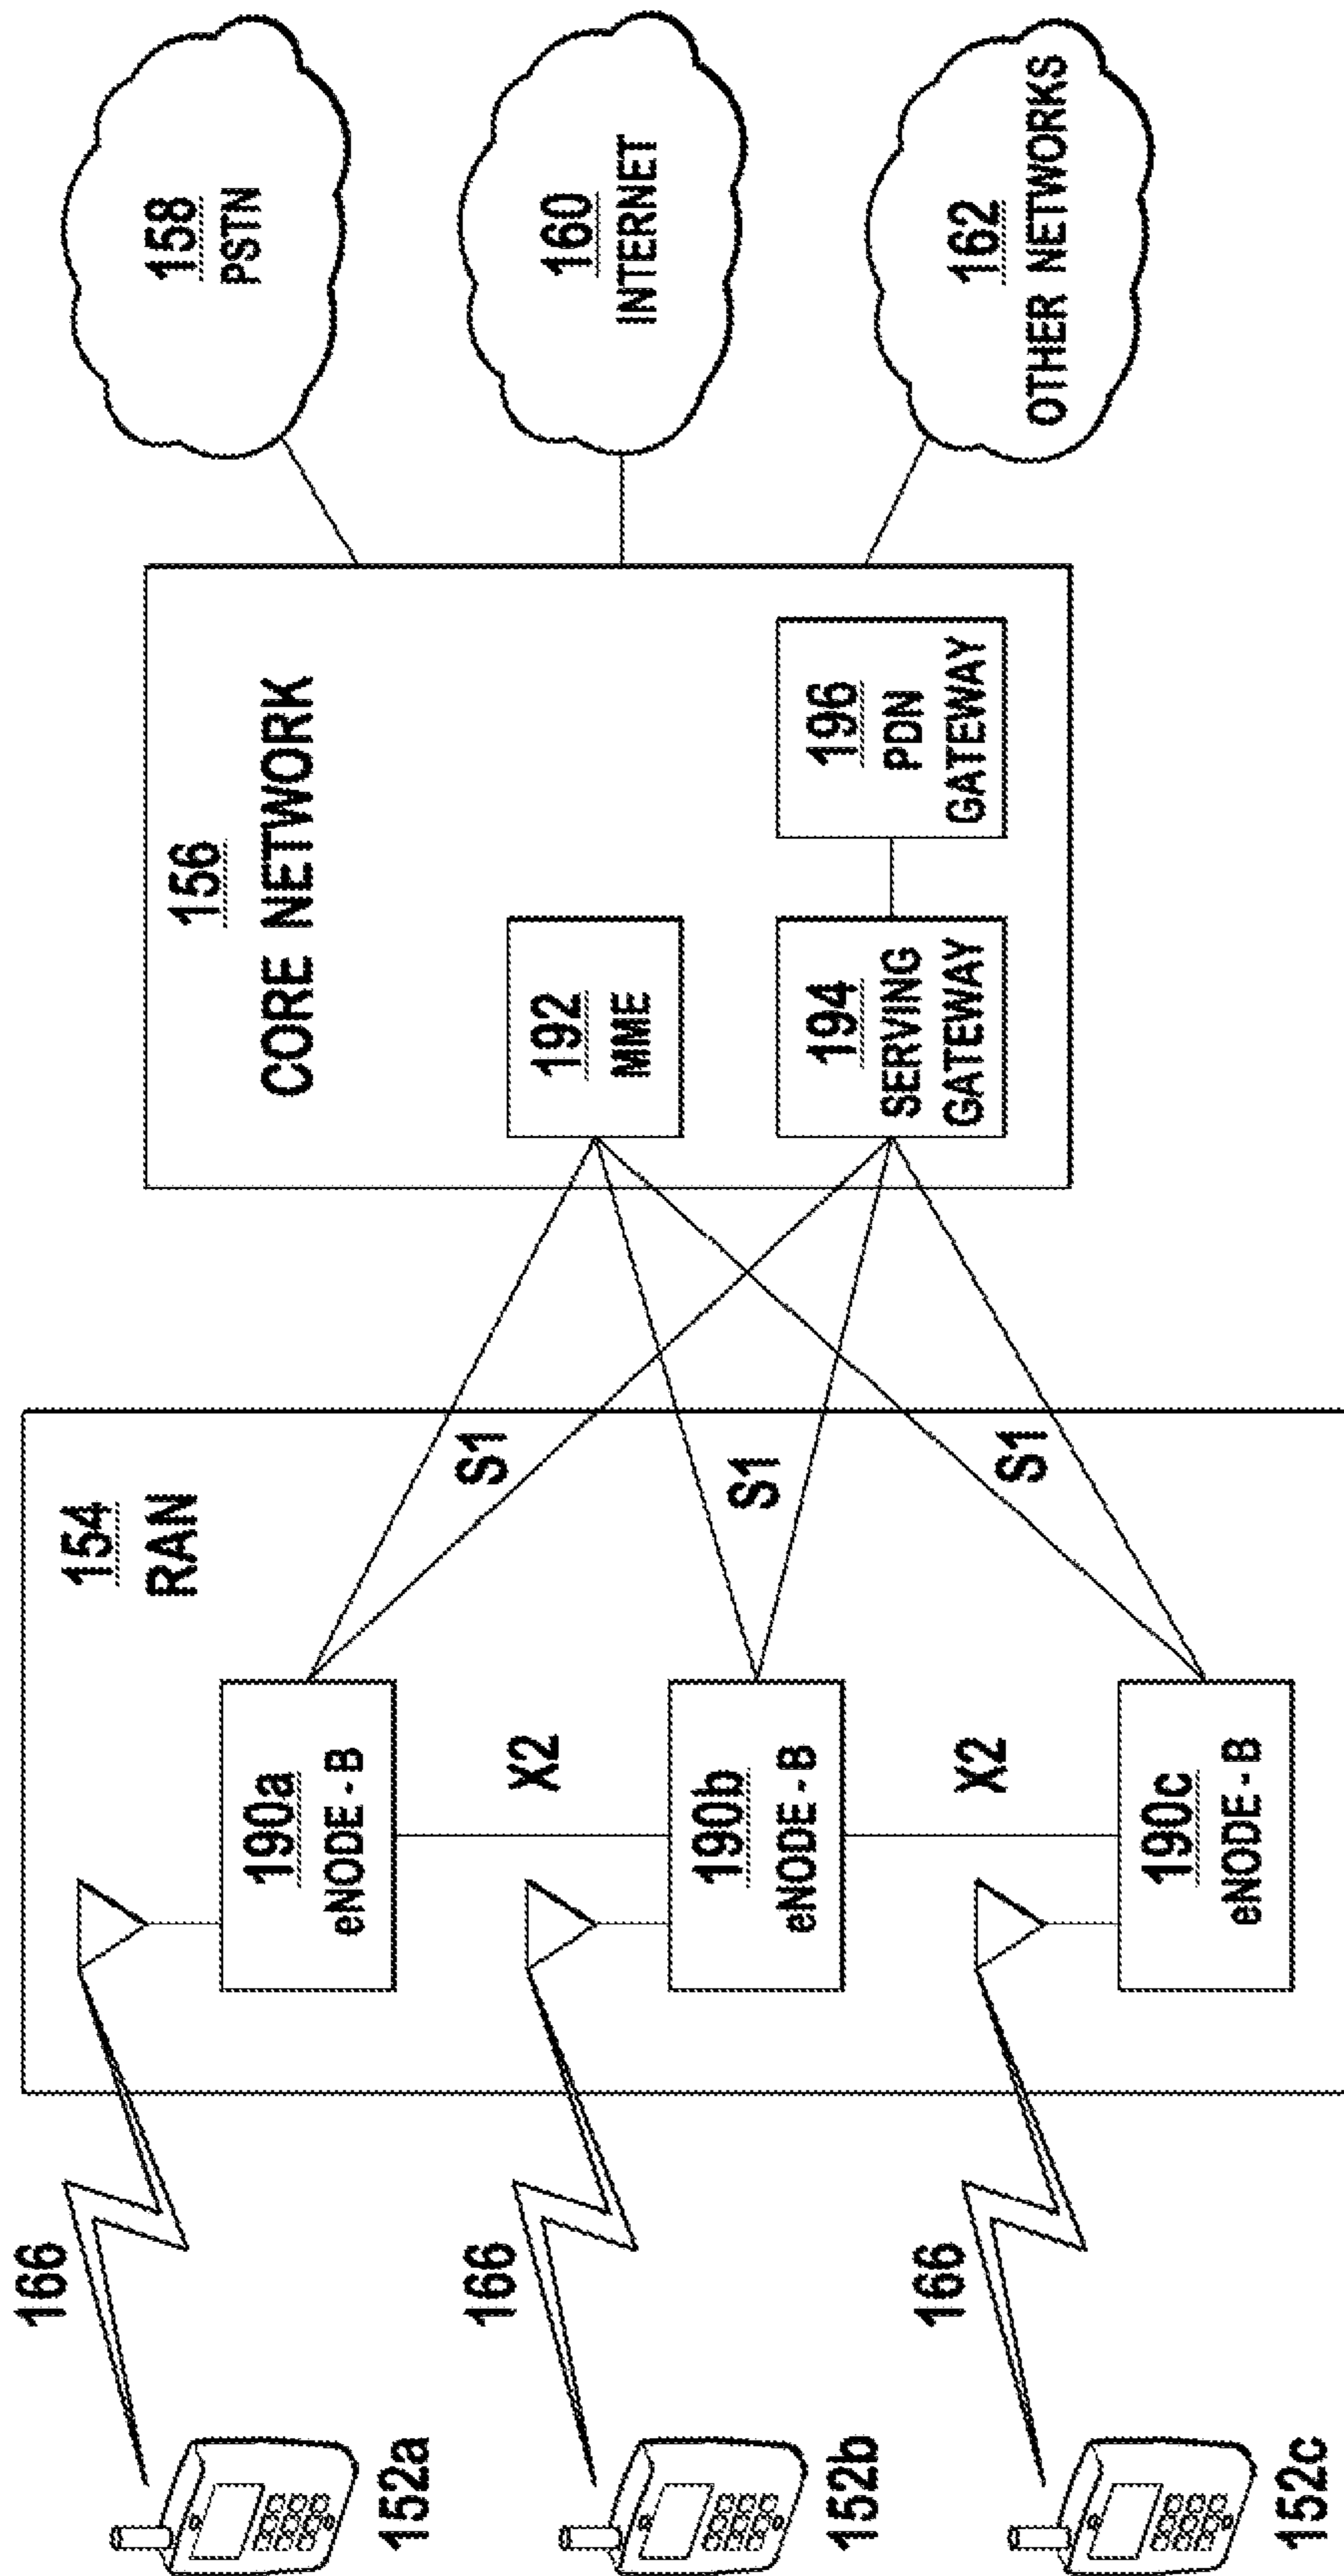 166
152a
166
152b
166
152c
154
RAN
190a
eNODE - B
X2
190b
eNODE - B
X2
190c
eNODE - B
S1
S1
S1
156
CORE NETWORK
192
MME
194
SERVING
GATEWAY
196
PDN
GATEWAY
158
PSTN
160
INTERNET
162
OTHER NETWORKS